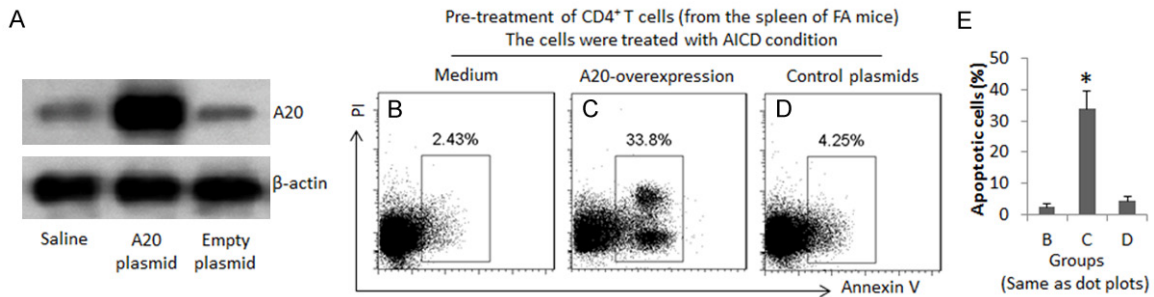 A
A20
β-actin
Saline
A20
plasmid
Empty
plasmid
Pre-treatment of CD4⁺ T cells (from the spleen of FA mice)
The cells were treated with AICD condition
Medium
A20-overexpression
Control plasmids
PI
B
2.43%
C
33.8%
D
4.25%
Annexin V
E
Apoptotic cells (%)
50
40
30
20
10
0
*
B
C
D
Groups
(Same as dot plots)